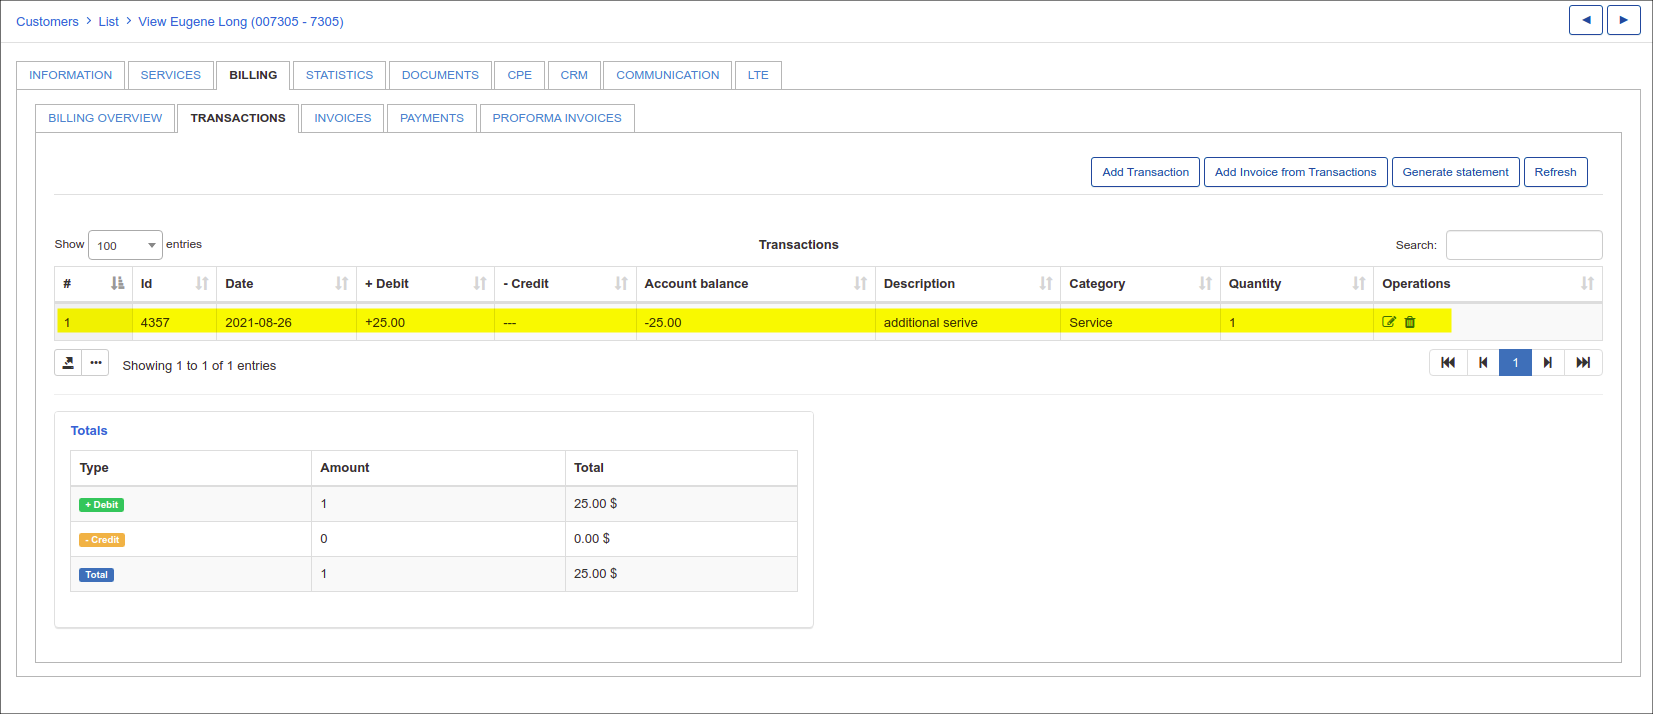 Customers > List > View Eugene Long (007305 - 7305)
INFORMATION SERVICES BILLING STATISTICS DOCUMENTS CPE CRM COMMUNICATION LTE
BILLING OVERVIEW TRANSACTIONS INVOICES PAYMENTS PROFORMA INVOICES
Add Transaction Add Invoice from Transactions Generate statement Refresh
Show 100 entries Transactions Search:
# Id Date + Debit - Credit Account balance Description Category Quantity Operations
1 4357 2021-08-26 +25.00 --- -25.00 additional serive Service 1
Showing 1 to 1 of 1 entries 1
Totals
Type Amount Total
+ Debit 1 25.00 $
- Credit 0 0.00 $
Total 1 25.00 $